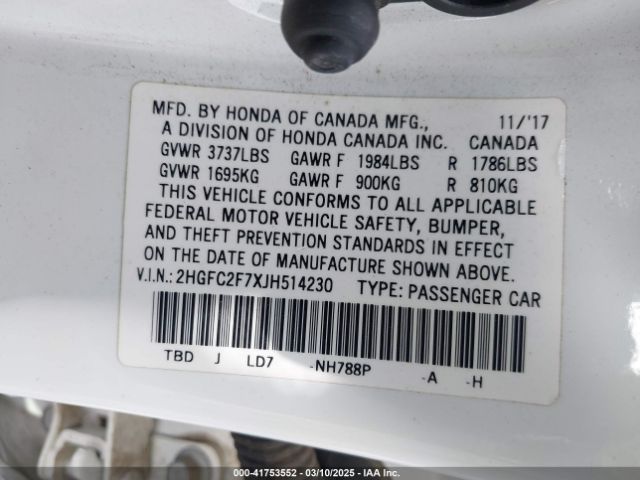 MFD. BY HONDA OF CANADA MFG., 11/'17
A DIVISION OF HONDA CANADA INC. CANADA
GVWR 3737LBS GAWR F 1984LBS R 1786LBS
GVWR 1695KG GAWR F 900KG R 810KG
THIS VEHICLE CONFORMS TO ALL APPLICABLE
FEDERAL MOTOR VEHICLE SAFETY, BUMPER,
AND THEFT PREVENTION STANDARDS IN EFFECT
ON THE DATE OF MANUFACTURE SHOWN ABOVE.
V.I.N.: 2HGFC2F7XJH514230 TYPE: PASSENGER CAR
TBD J LD7 -NH788P -A -H
000-41753552 — 03/10/2025 — IAA Inc.